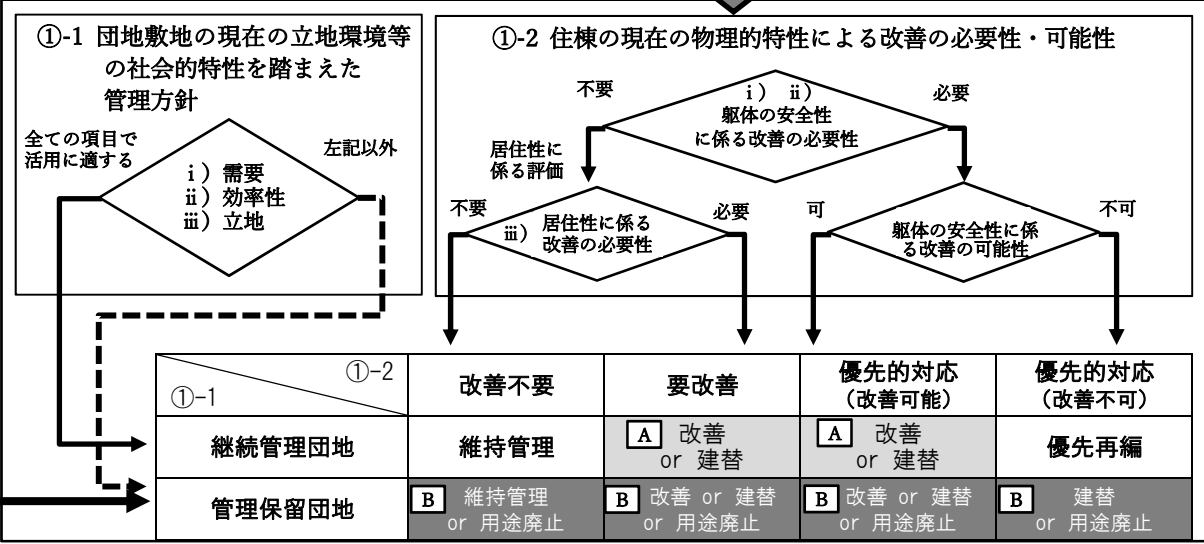 ①-1 団地敷地の現在の立地環境等
の社会的特性を踏まえた
管理方針
全ての項目で
活用に適する
左記以外
ⅰ）需要
ⅱ）効率性
ⅲ）立地
①-2 住棟の現在の物理的特性による改善の必要性・可能性
不要
ⅰ） ⅱ）
躯体の安全性
に係る改善の必要性
必要
居住性に
係る評価
不要
ⅲ）
居住性に係る
改善の必要性
必要
可
躯体の安全性に係
る改善の可能性
不可
①-2
①-1
改善不要
要改善
優先的対応
（改善可能）
優先的対応
（改善不可）
継続管理団地
維持管理
A 改善
or 建替
A 改善
or 建替
優先再編
管理保留団地
B 維持管理
or 用途廃止
B 改善 or 建替
or 用途廃止
B 改善 or 建替
or 用途廃止
B 建替
or 用途廃止